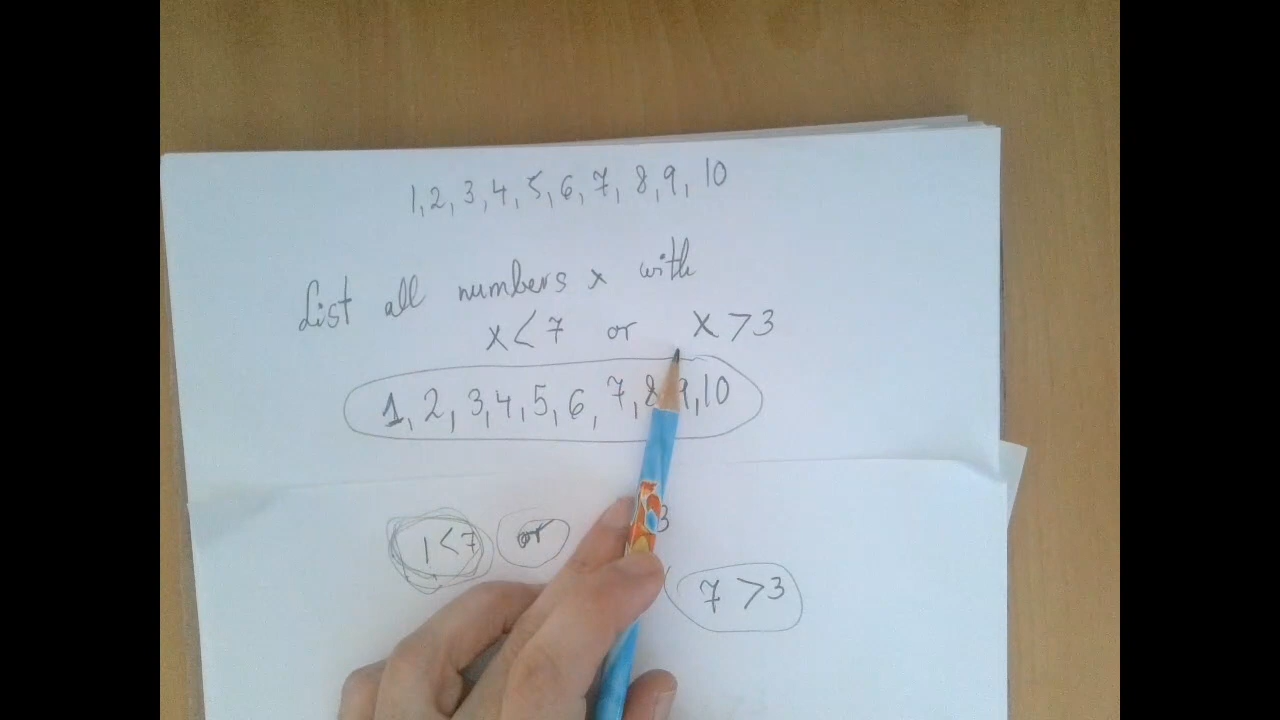 1, 2, 3, 4, 5, 6, 7, 8, 9, 10
List all numbers x with
x < 7 or x > 3
1, 2, 3, 4, 5, 6, 7, 8, 9, 10
1 < 7 or 3
7 > 3